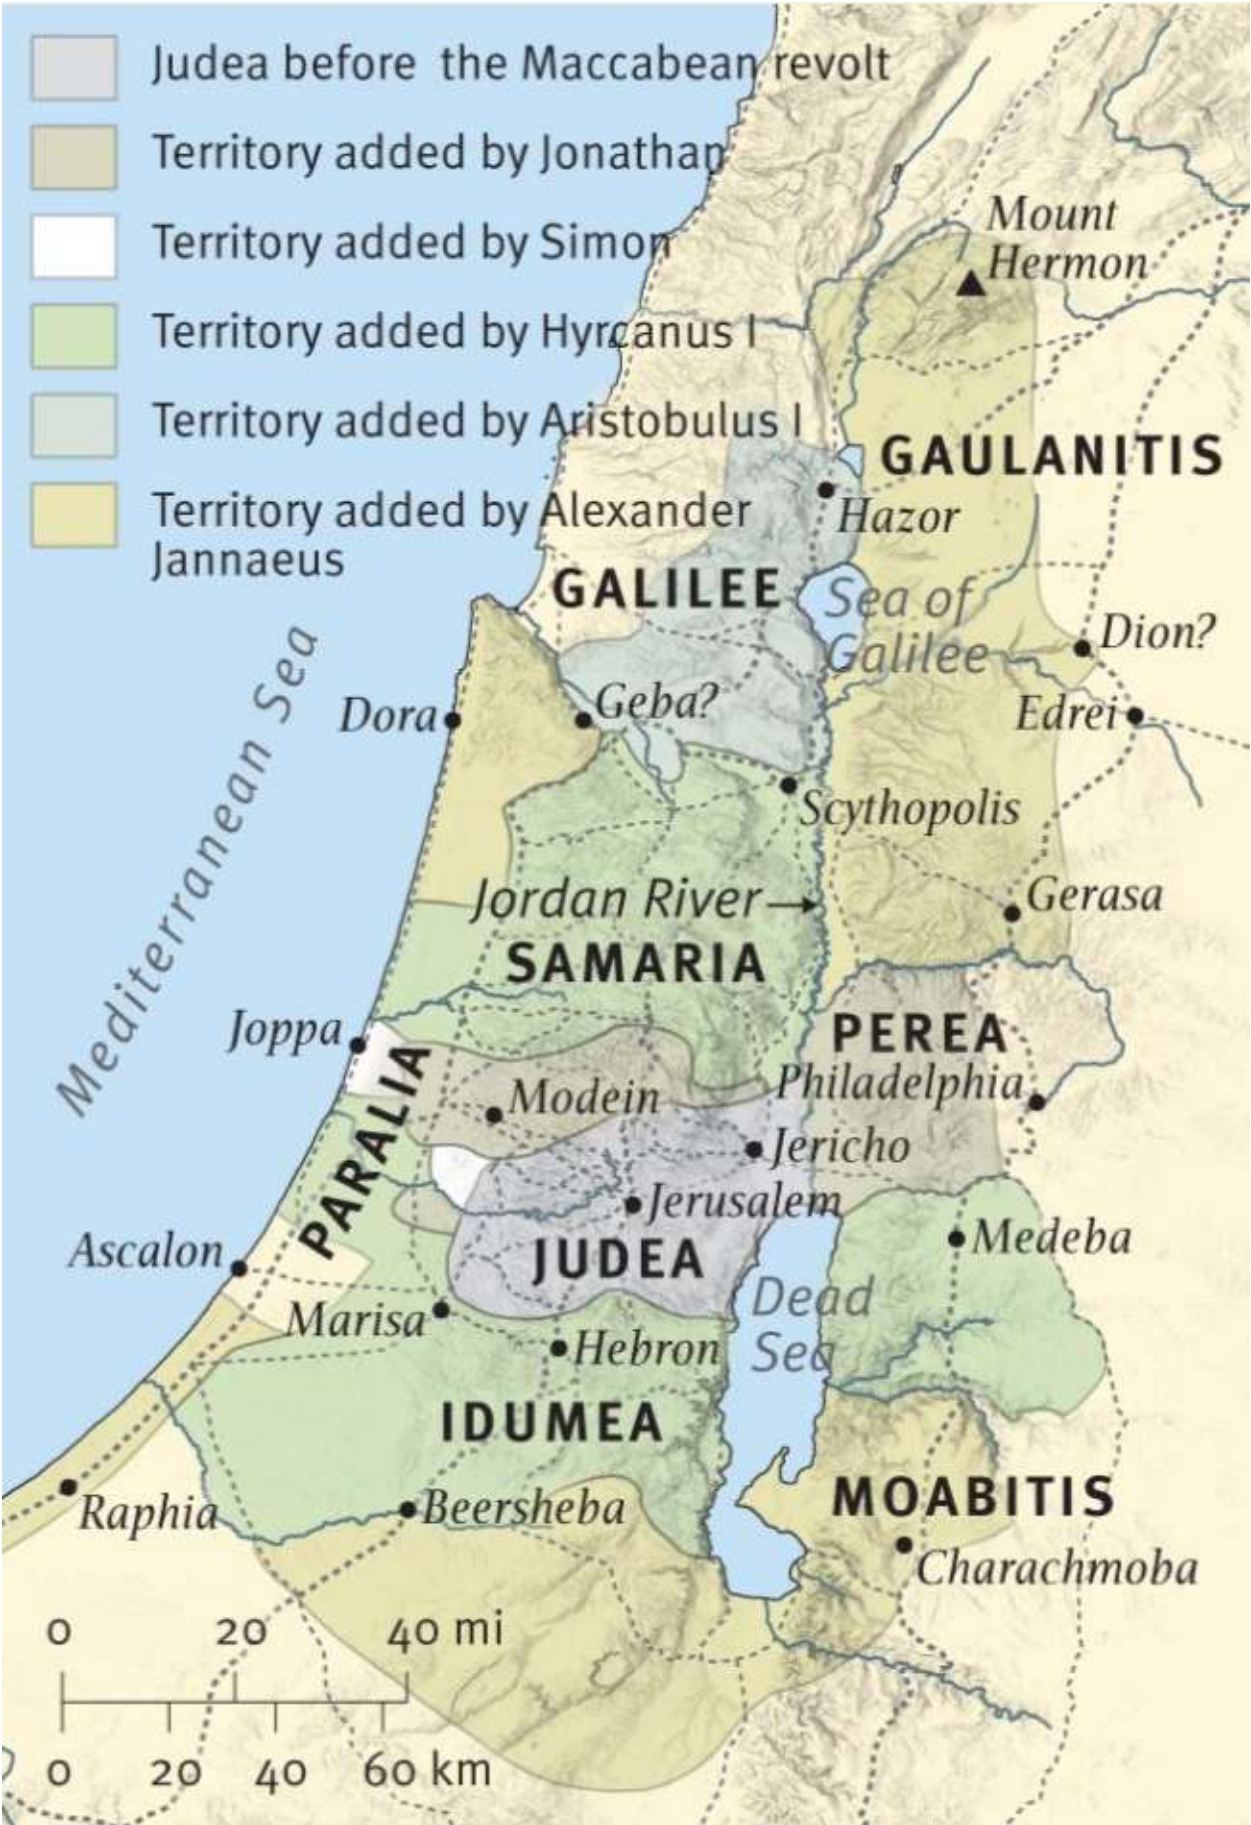 Judea before the Maccabean revolt
Territory added by Jonathan
Territory added by Simon
Territory added by Hyrcanus I
Territory added by Aristobulus I
Territory added by Alexander
Jannaeus
Mount
Hermon
GAULANITIS
Hazor
GALILEE
Sea of
Galilee
Dion?
Mediterranean Sea
Dora
Geba?
Edrei
Scythopolis
Jordan River
Gerasa
SAMARIA
Joppa
PEREA
PARALIA
Modein
Philadelphia
Jericho
Jerusalem
Ascalon
JUDEA
Medeba
Marisa
Dead
Sea
Hebron
IDUMEA
MOABITIS
Raphia
Beersheba
Charachmoba
0 20 40 mi
0 20 40 60 km